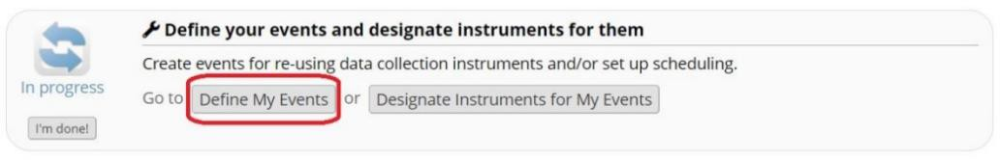 Define your events and designate instruments for them
Create events for re-using data collection instruments and/or set up scheduling.
In progress
Go to Define My Events or Designate Instruments for My Events
I'm done!